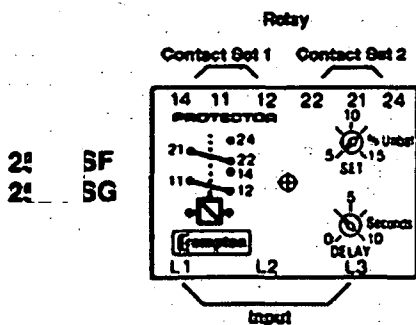 Relay
Contact Set 1 Contact Set 2
14 11 12 22 21 24
PROTECTOR
10
% Unbal
5 15
SET
24
21
22
14
11
12
SF
SG
5
Seconds
0 10
DELAY
Crompton
L1 L2 L3
Input